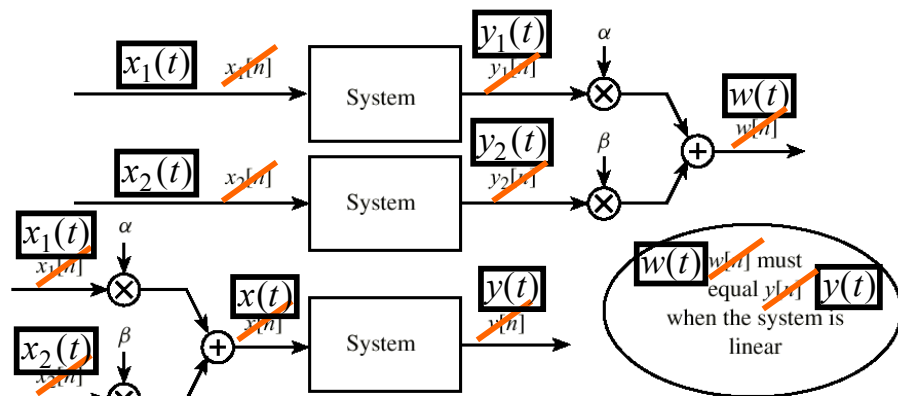 x₁(t) x₁[n]
System
y₁(t)
y₁[n]
α
w(t)
w[n]
x₂(t) x₂[n]
System
y₂(t)
y₂[n]
β
x₁(t)
x₁[n]
α
x(t)
x[n]
System
y(t)
y[n]
x₂(t)
x₂[n]
β
w(t) w[n] must
equal y[n] y(t)
when the system is
linear